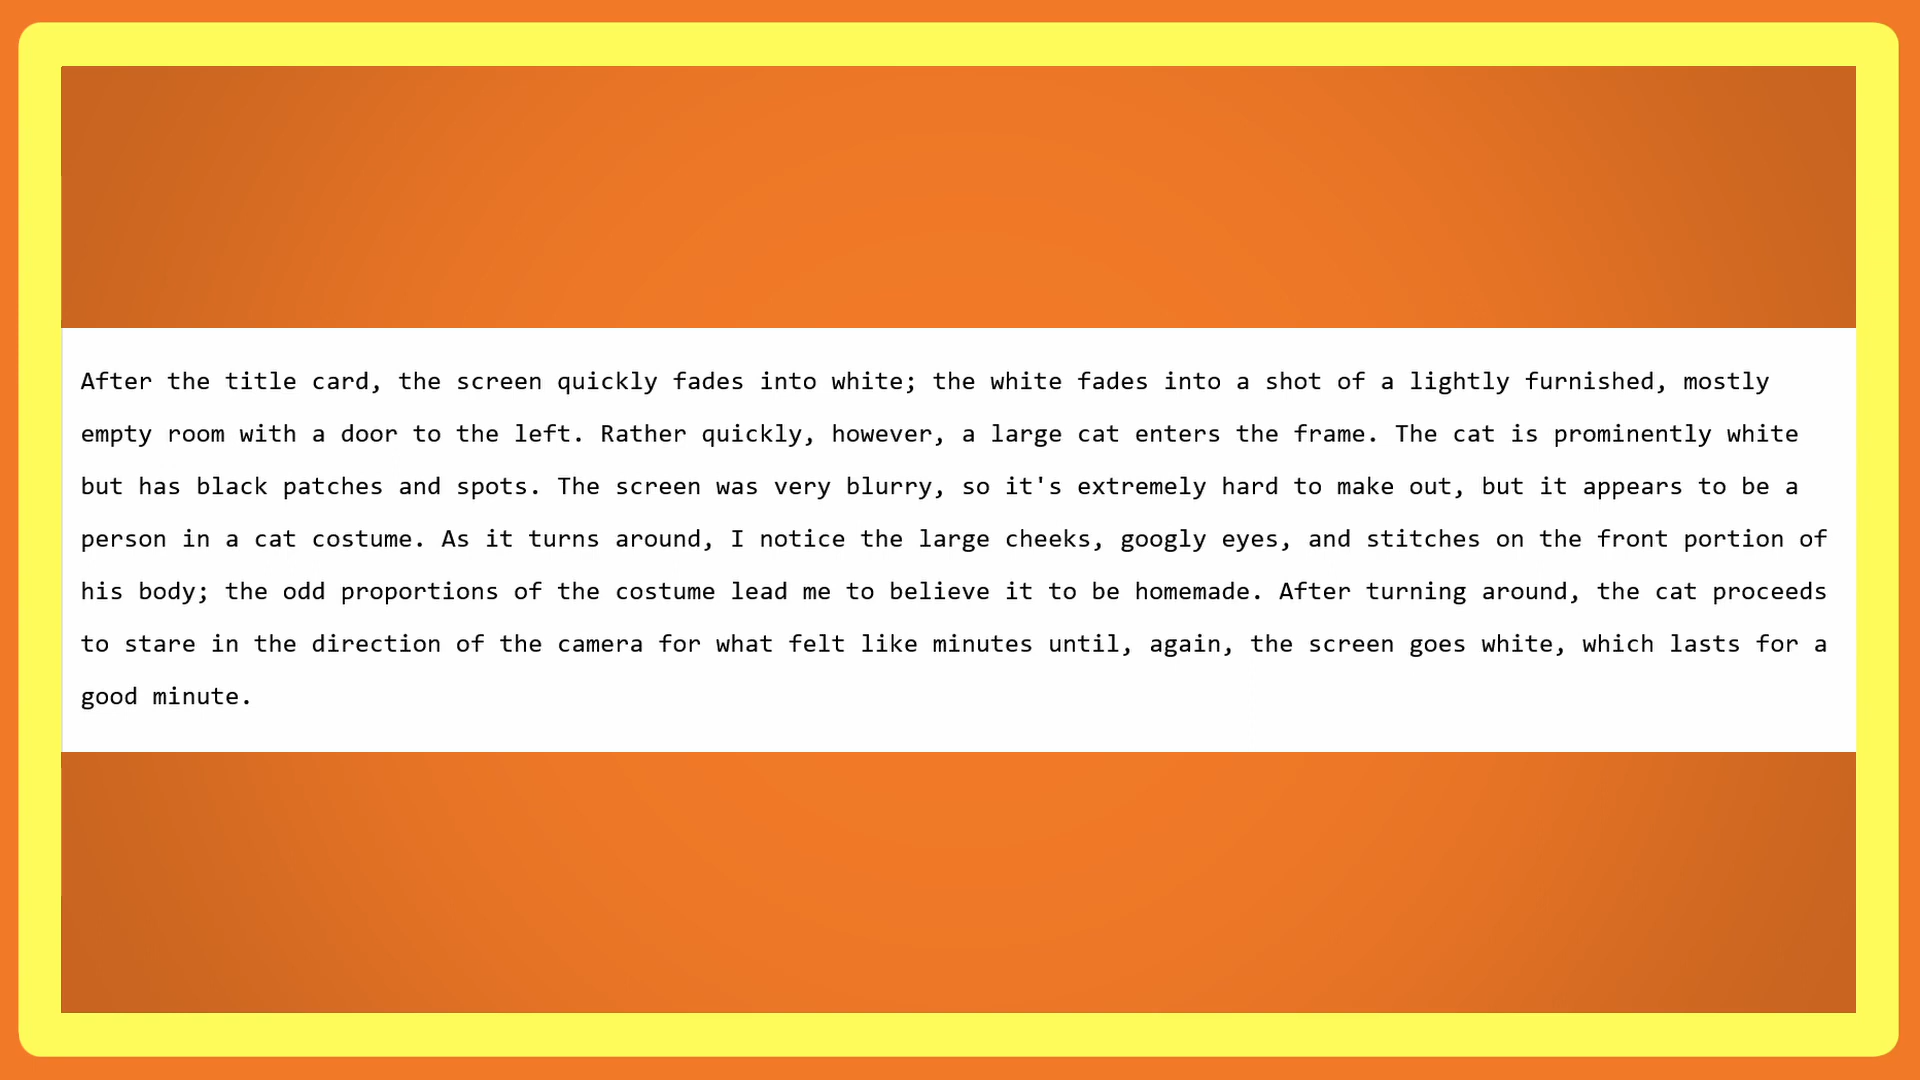 After the title card, the screen quickly fades into white; the white fades into a shot of a lightly furnished, mostly
empty room with a door to the left. Rather quickly, however, a large cat enters the frame. The cat is prominently white
but has black patches and spots. The screen was very blurry, so it's extremely hard to make out, but it appears to be a
person in a cat costume. As it turns around, I notice the large cheeks, googly eyes, and stitches on the front portion of
his body; the odd proportions of the costume lead me to believe it to be homemade. After turning around, the cat proceeds
to stare in the direction of the camera for what felt like minutes until, again, the screen goes white, which lasts for a
good minute.